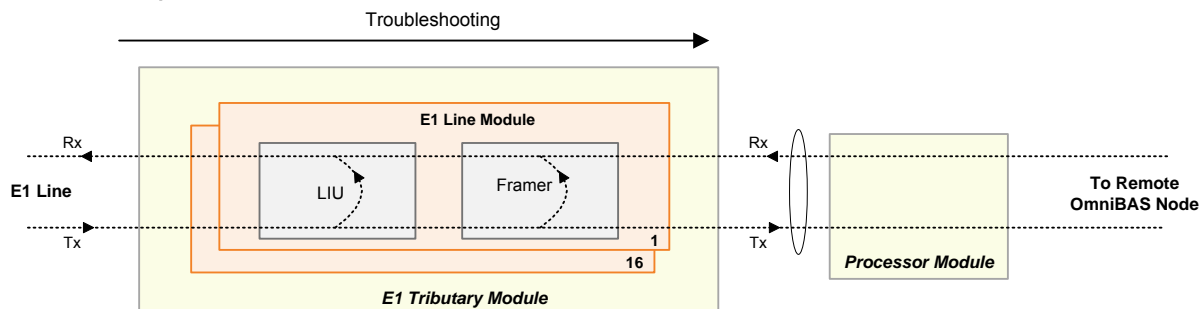 Troubleshooting
E1 Line Module
Rx
Rx
LIU
Framer
E1 Line
To Remote
OmniBAS Node
Tx
Tx
1
16
Processor Module
E1 Tributary Module